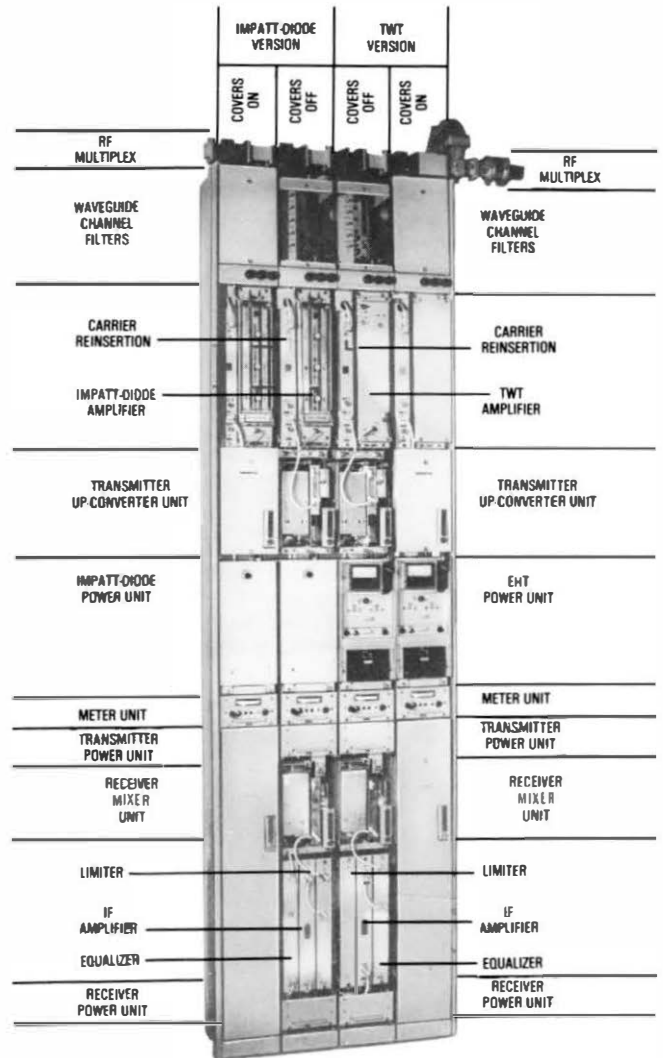 IMPATT-DIODE
VERSION
TWT
VERSION
COVERS
ON
COVERS
OFF
COVERS
OFF
COVERS
ON
RF
MULTIPLEX
WAVEGUIDE
CHANNEL
FILTERS
CARRIER
REINSERTION
IMPATT-DIODE
AMPLIFIER
TRANSMITTER
UP-CONVERTER UNIT
IMPATT-DIODE
POWER UNIT
METER UNIT
TRANSMITTER
POWER UNIT
RECEIVER
MIXER
UNIT
LIMITER
IF
AMPLIFIER
EQUALIZER
RECEIVER
POWER UNIT
RF
MULTIPLEX
WAVEGUIDE
CHANNEL
FILTERS
CARRIER
REINSERTION
TWT
AMPLIFIER
TRANSMITTER
UP-CONVERTER UNIT
EHT
POWER UNIT
METER UNIT
TRANSMITTER
POWER UNIT
RECEIVER
MIXER
UNIT
LIMITER
IF
AMPLIFIER
EQUALIZER
RECEIVER
POWER UNIT